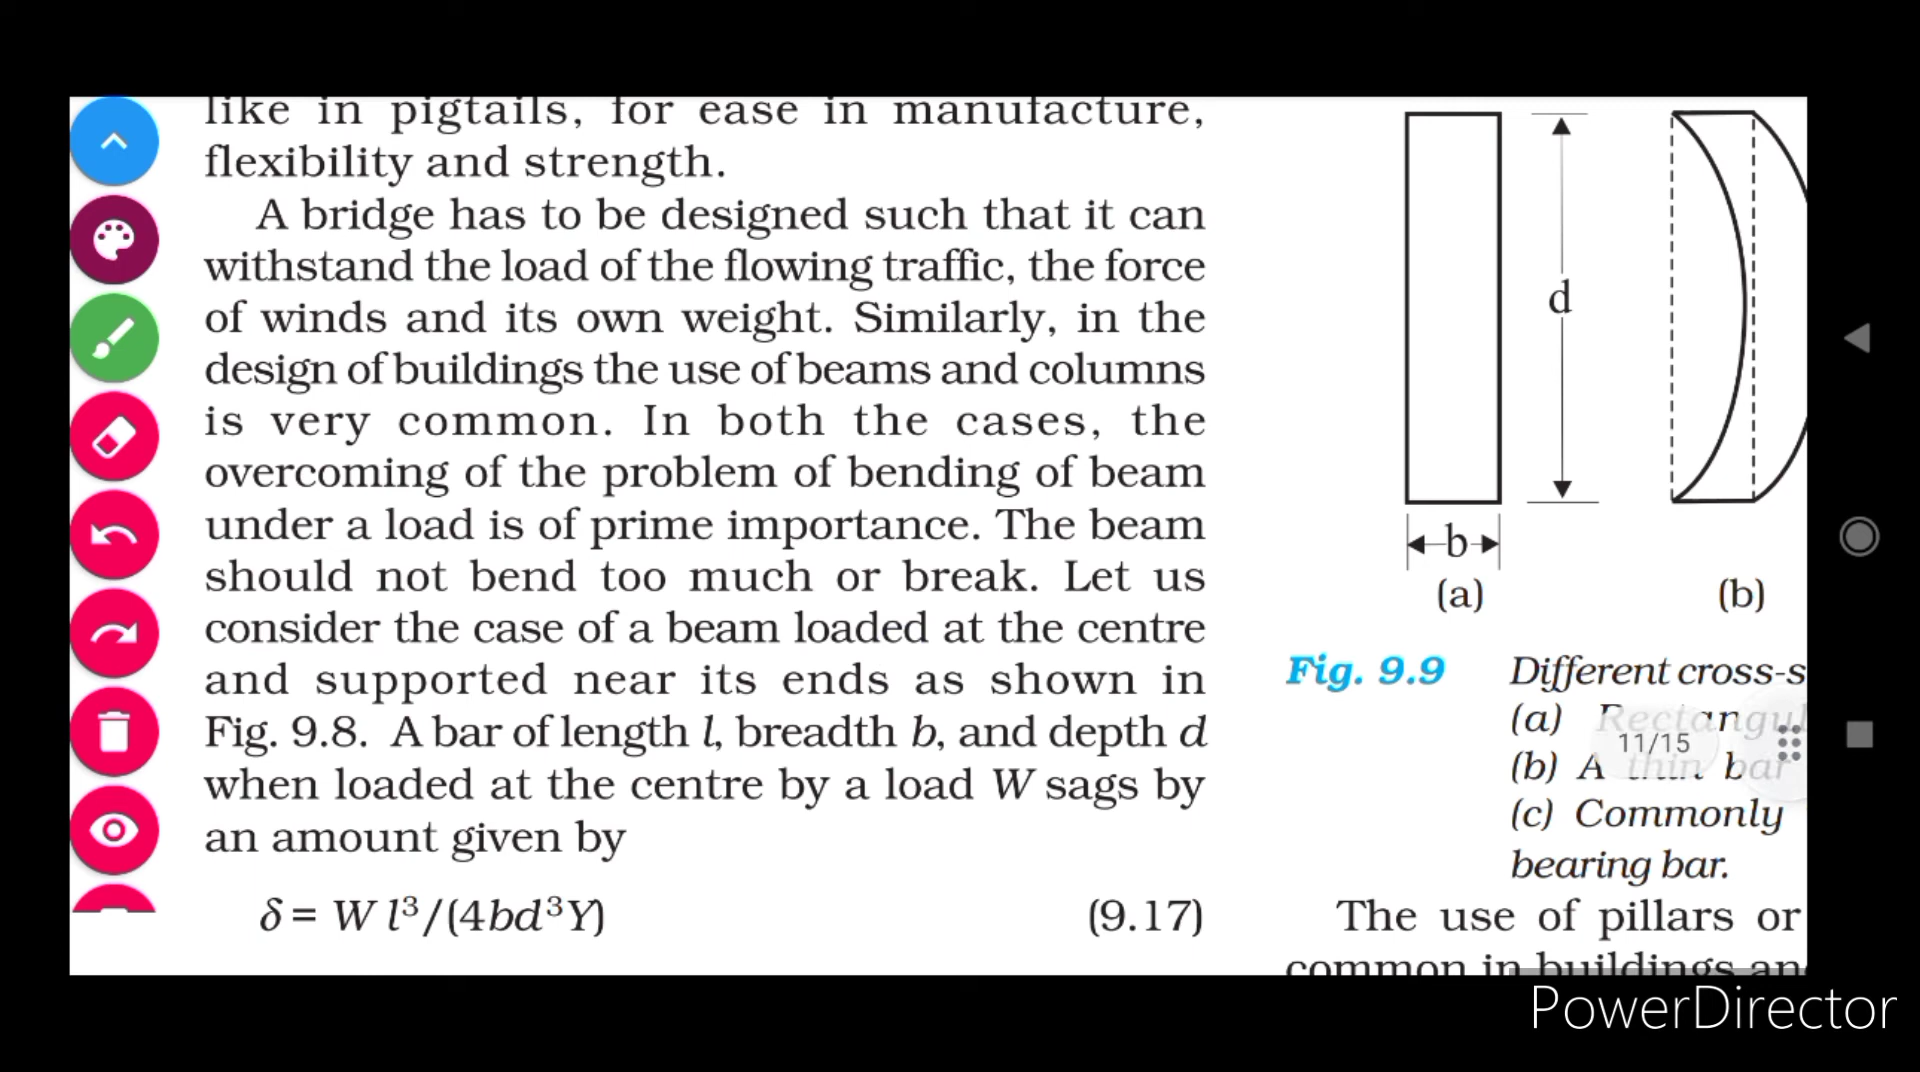 like in pigtails, for ease in manufacture,
flexibility and strength.
A bridge has to be designed such that it can
withstand the load of the flowing traffic, the force
of winds and its own weight. Similarly, in the
design of buildings the use of beams and columns
is very common. In both the cases, the
overcoming of the problem of bending of beam
under a load is of prime importance. The beam
should not bend too much or break. Let us
consider the case of a beam loaded at the centre
and supported near its ends as shown in
Fig. 9.8. A bar of length l, breadth b, and depth d
when loaded at the centre by a load W sags by
an amount given by
δ = W l³/(4bd³Y) (9.17)
d
b
(a) (b)
Fig. 9.9 Different cross-s
(a) Rectangul
11/15
(b) A thin bar
(c) Commonly
bearing bar.
The use of pillars or
common in buildings an
PowerDirector